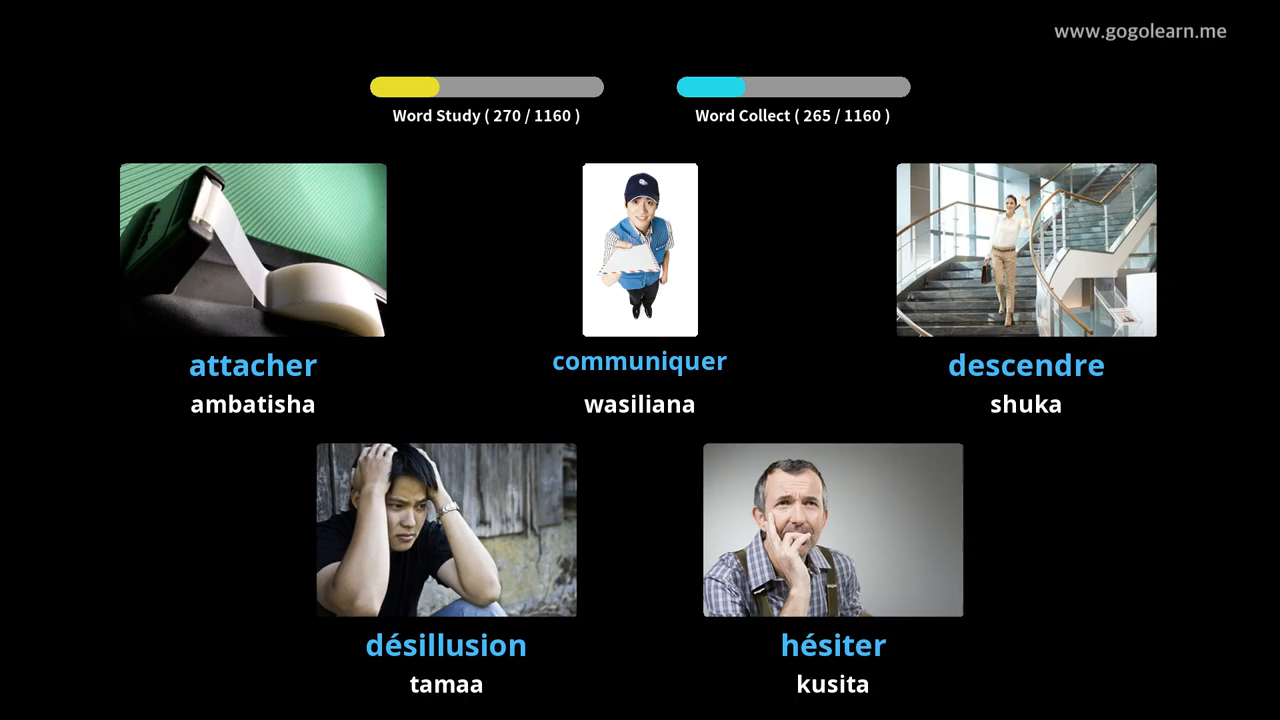 www.gogolearn.me
Word Study ( 270 / 1160 )
Word Collect ( 265 / 1160 )
attacher
ambatisha
communiquer
wasiliana
descendre
shuka
désillusion
tamaa
hésiter
kusita